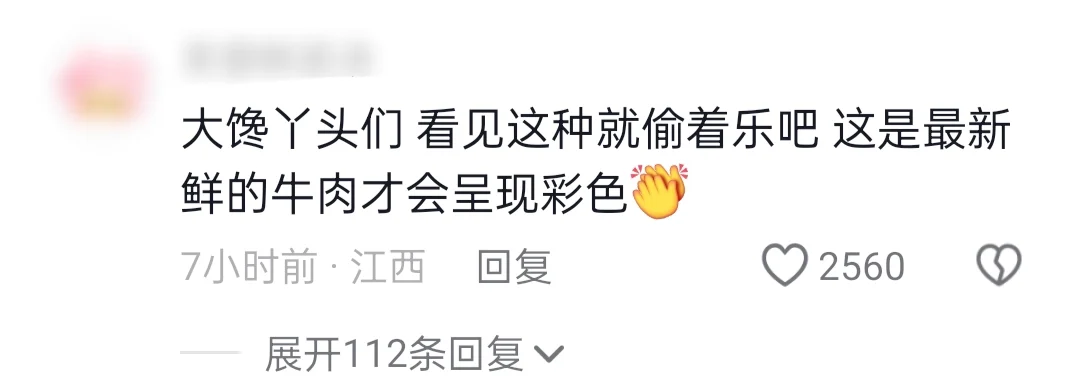 大馋丫头们 看见这种就偷着乐吧 这是最新
鲜的牛肉才会呈现彩色👏
7小时前 · 江西 回复 2560
展开112条回复